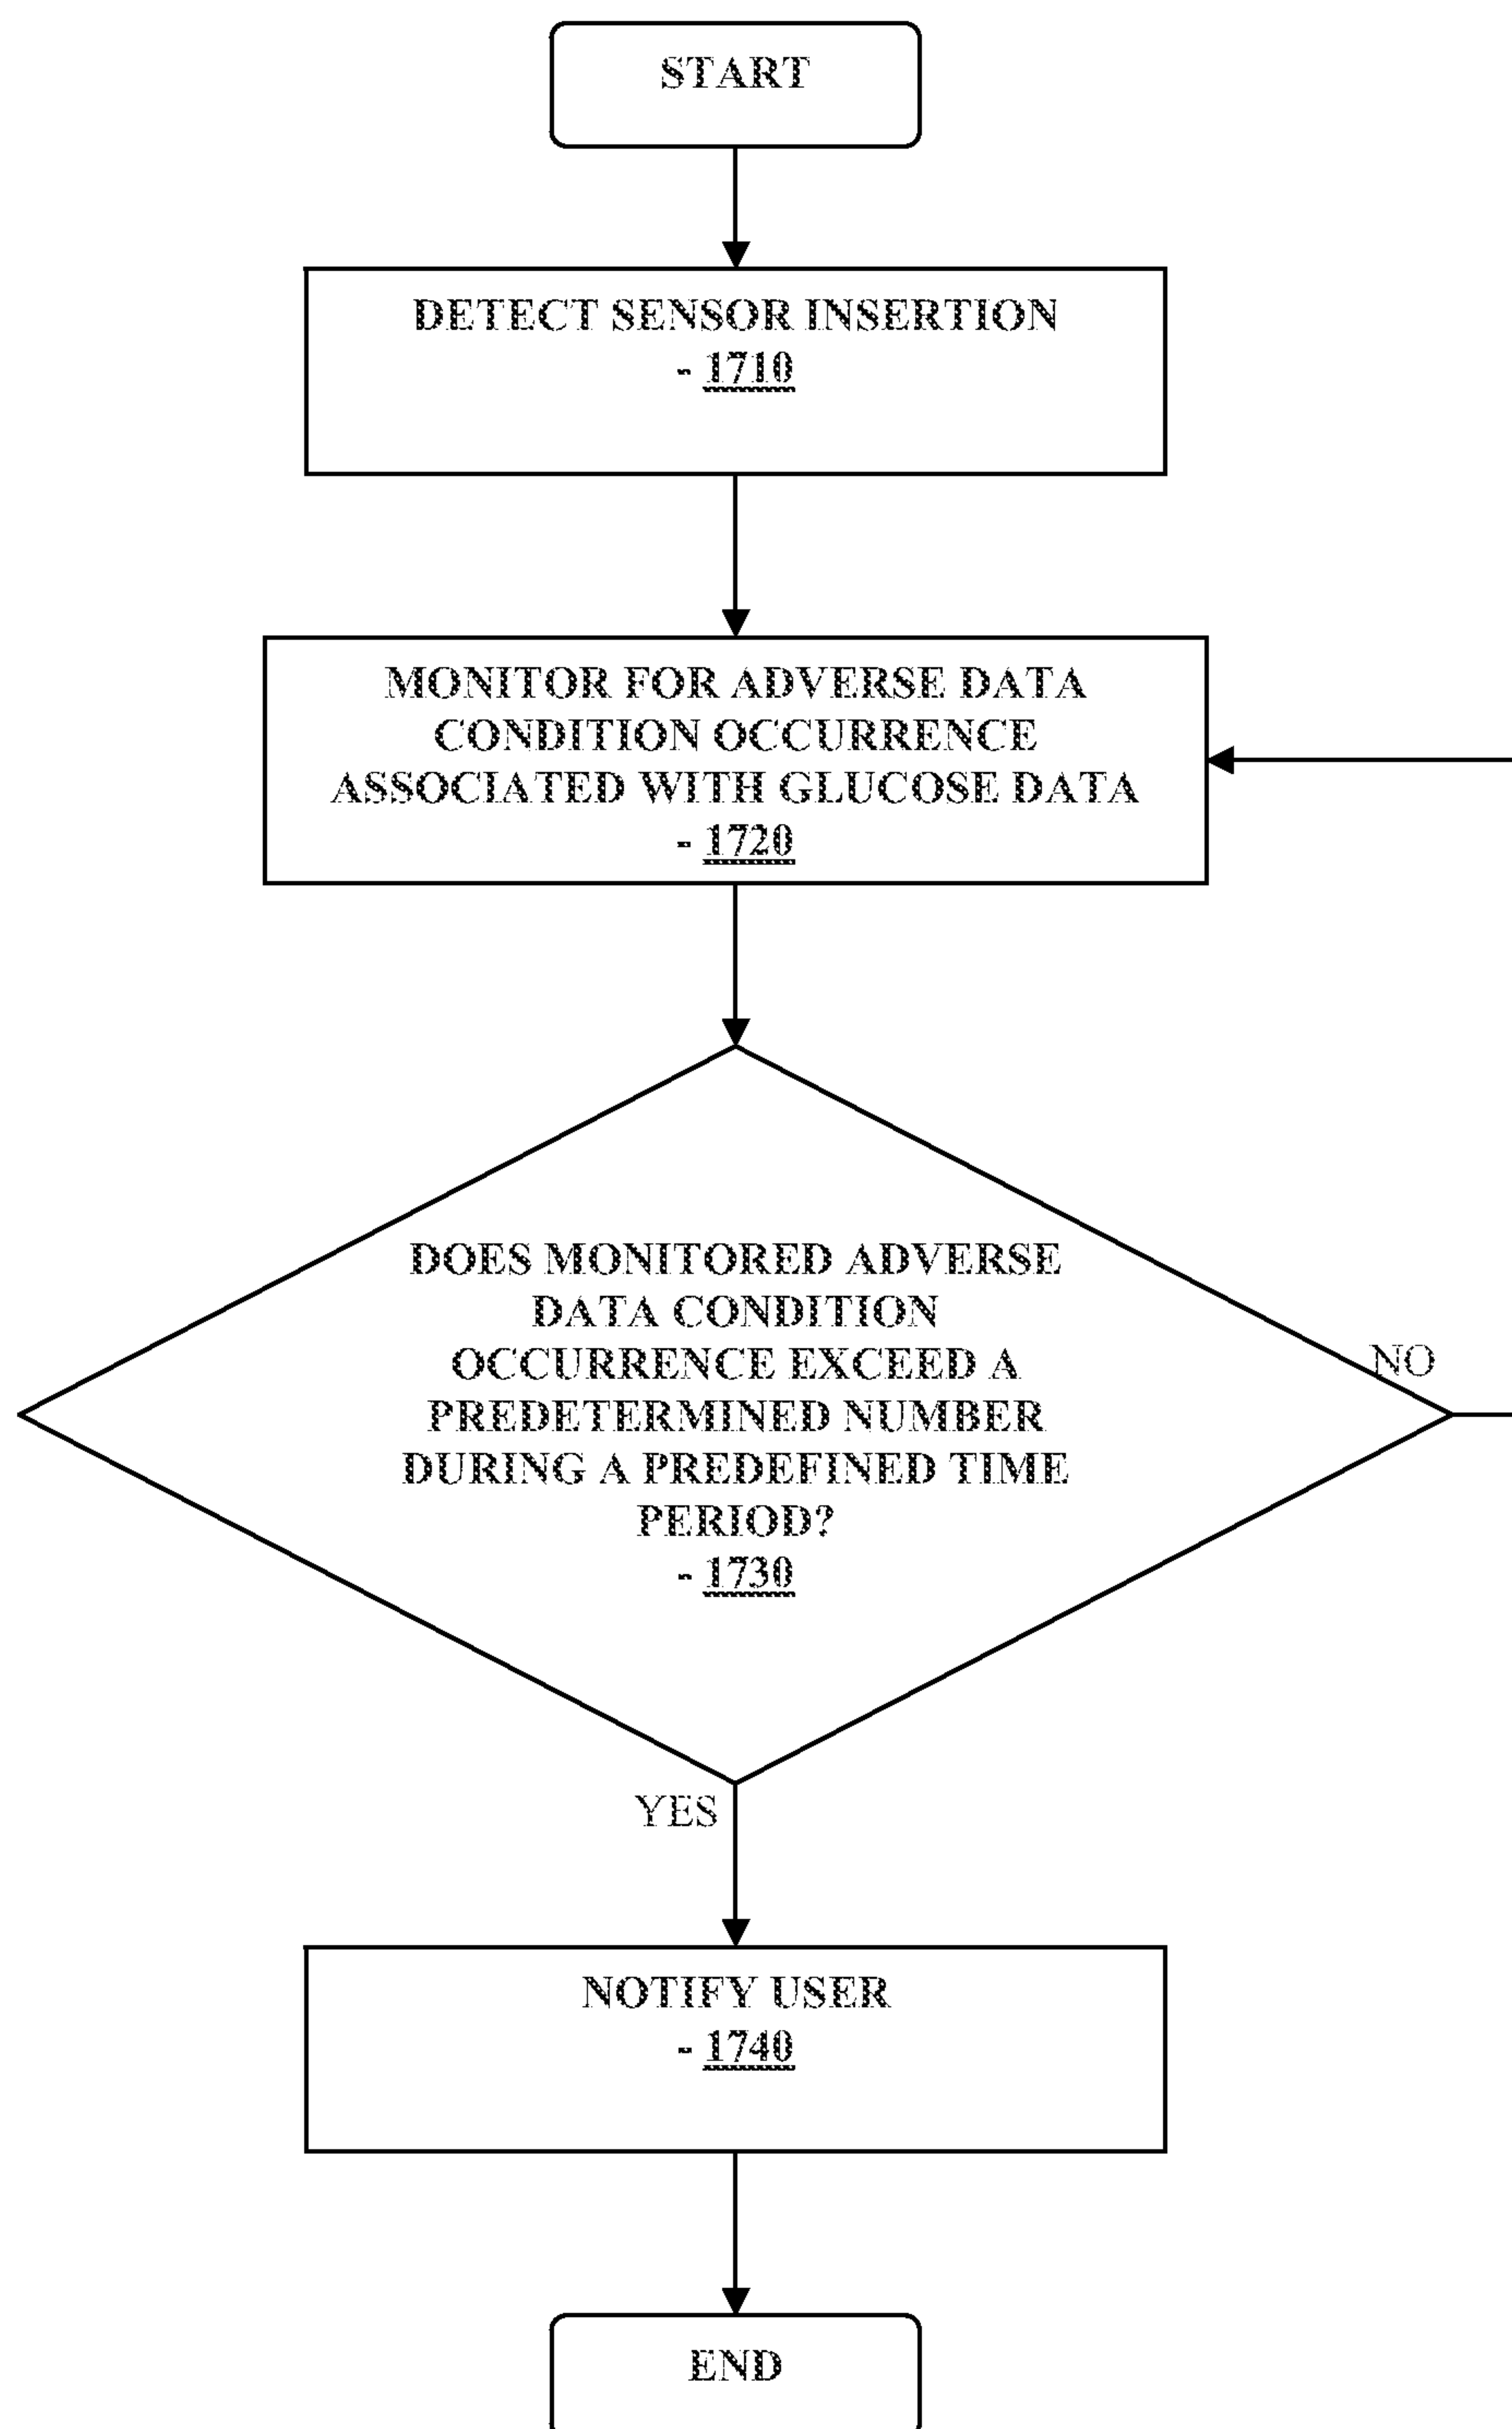 START
DETECT SENSOR INSERTION
- 1710
MONITOR FOR ADVERSE DATA
CONDITION OCCURRENCE
ASSOCIATED WITH GLUCOSE DATA
- 1720
DOES MONITORED ADVERSE
DATA CONDITION
OCCURRENCE EXCEED A
PREDETERMINED NUMBER
DURING A PREDEFINED TIME
PERIOD?
- 1730
NO
YES
NOTIFY USER
- 1740
END